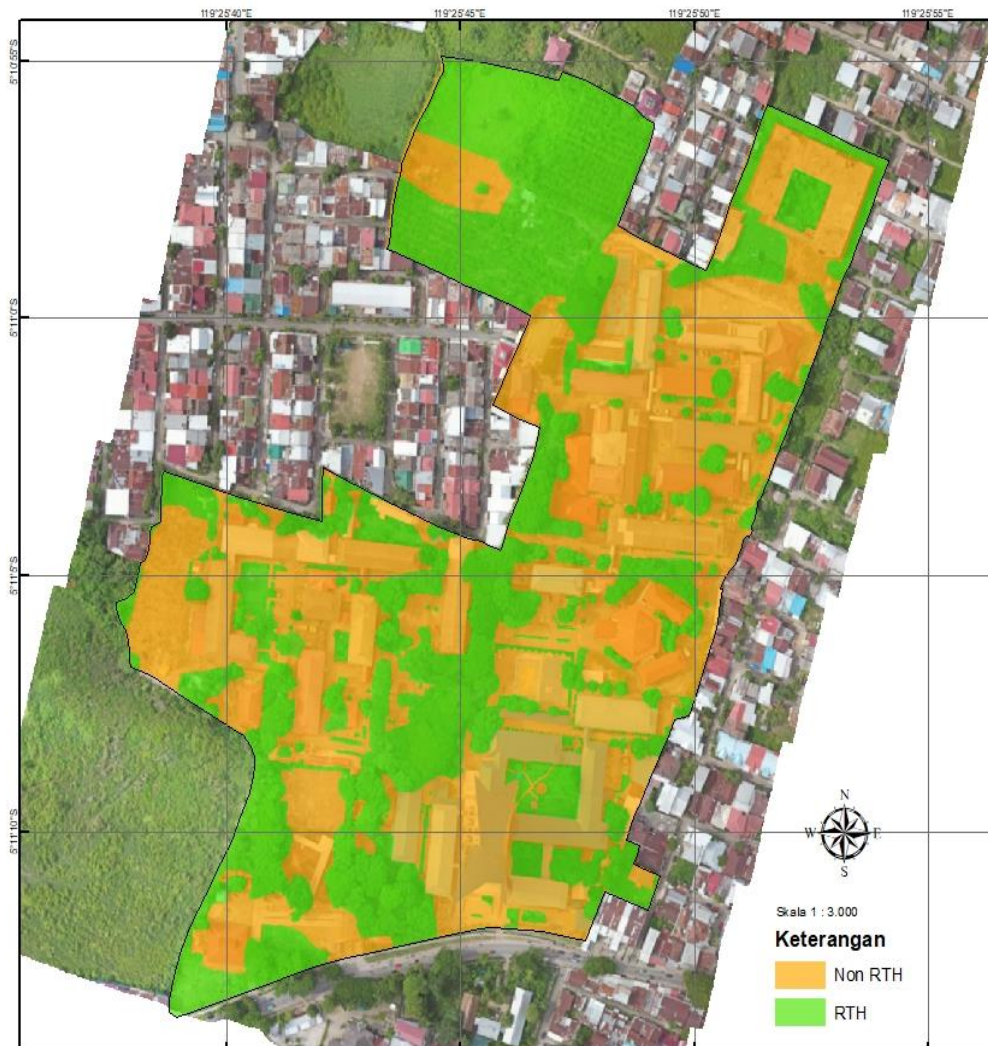 119°25'40"E 119°25'45"E 119°25'50"E 119°25'55"E
5°10'55"S
5°11'0"S
5°11'5"S
5°11'10"S
N
W E
S
Skala 1 : 3.000
Keterangan
Non RTH
RTH